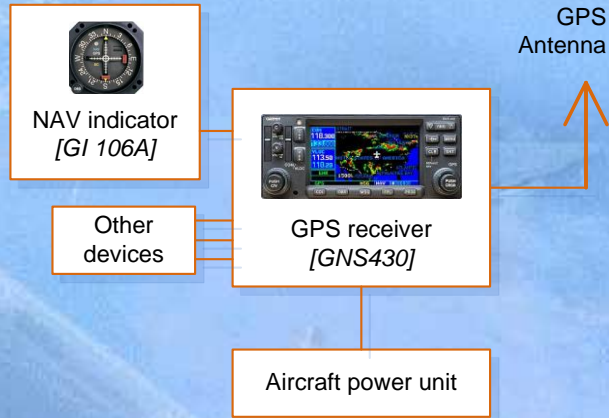 GPS
Antenna
NAV indicator
[GI 106A]
GPS receiver
[GNS430]
Other
devices
Aircraft power unit